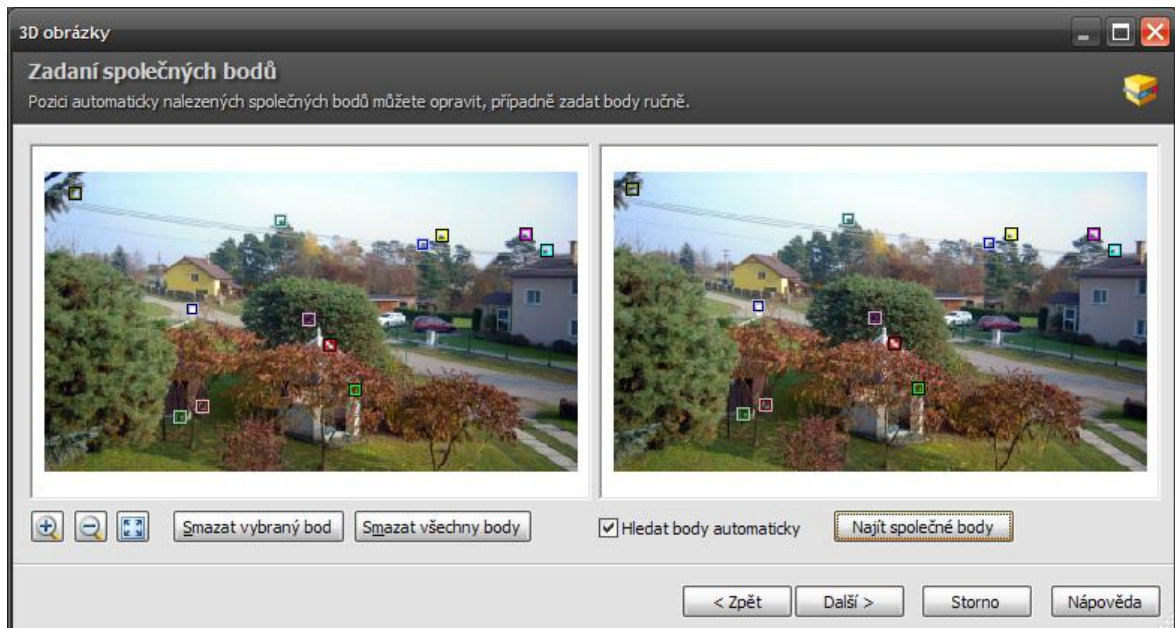 3D obrázky
Zadaní společných bodů
Pozici automaticky nalezených společných bodů můžete opravit, případně zadat body ručně.
Smazat vybraný bod
Smazat všechny body
Hledat body automaticky
Najít společné body
< Zpět
Další >
Storno
Nápověda